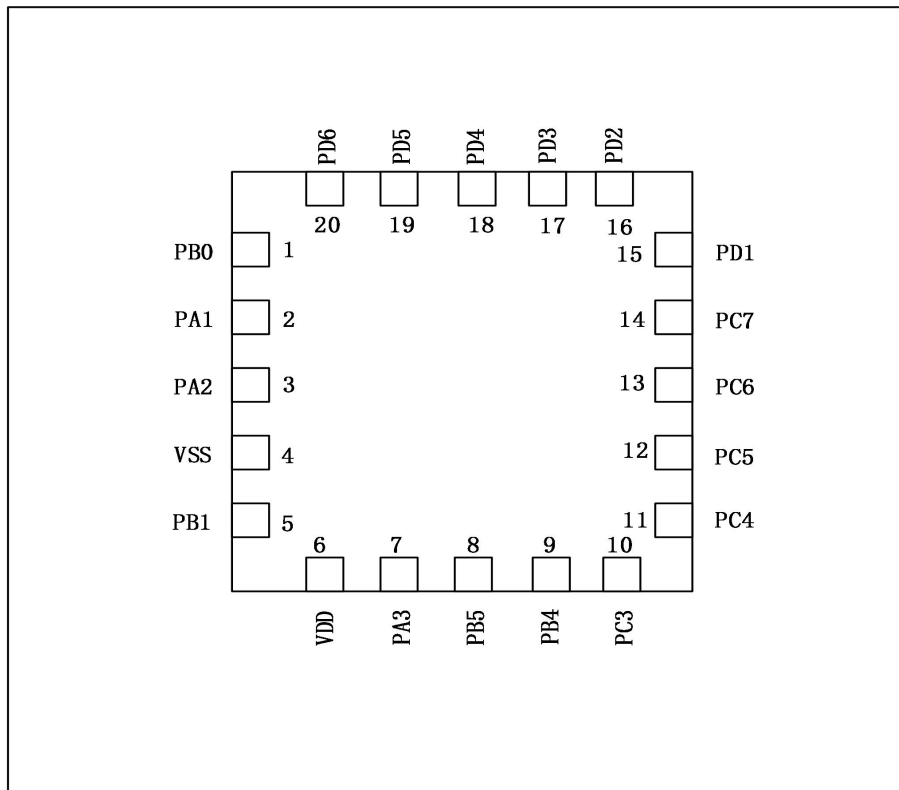 PD6 PD5 PD4 PD3 PD2
20 19 18 17 16
PB0 1 15 PD1
PA1 2 14 PC7
PA2 3 13 PC6
VSS 4 12 PC5
PB1 5 11 PC4
6 7 8 9 10
VDD PA3 PB5 PB4 PC3